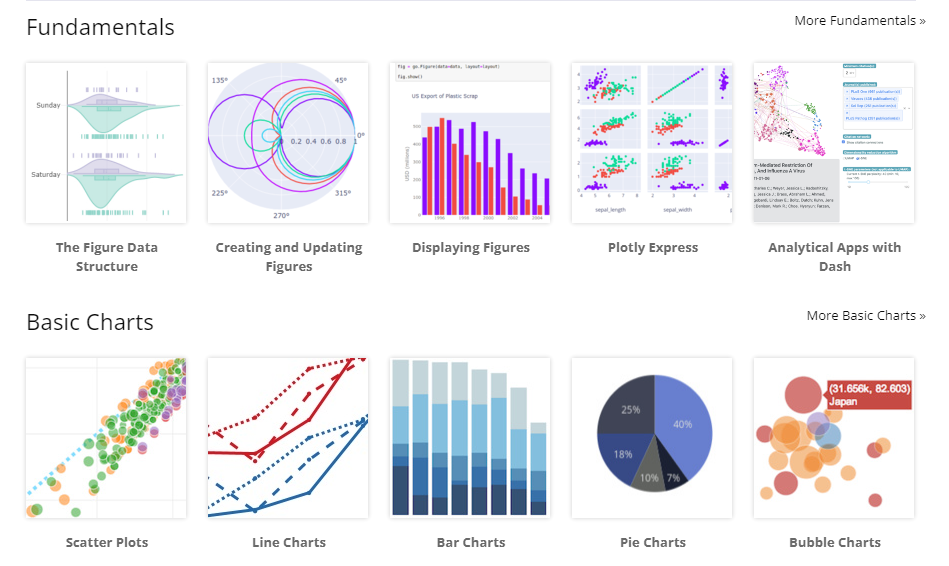 Fundamentals
More Fundamentals »
Sunday
Saturday
135°
45°
0°
0.2 0.4 0.6 0.8 1
225°
315°
270°
fig = go.Figure(data=data, layout=layout)
fig.show()
US Export of Plastic Scrap
sepal_length
sepal_width
The Figure Data
Structure
Creating and Updating
Figures
Displaying Figures
Plotly Express
Analytical Apps with
Dash
Basic Charts
More Basic Charts »
25%
40%
18%
10%
7%
(31.656k, 82.603)
Japan
Scatter Plots
Line Charts
Bar Charts
Pie Charts
Bubble Charts